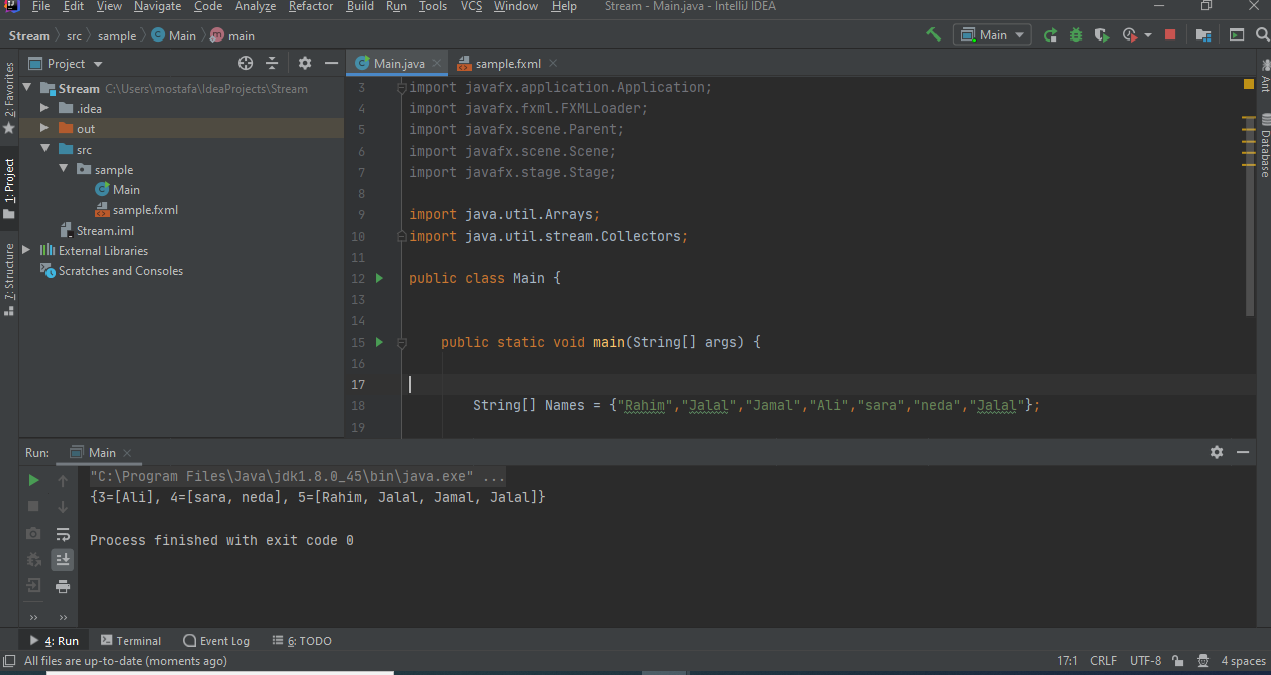 File Edit View Navigate Code Analyze Refactor Build Run Tools VCS Window Help Stream - Main.java - IntelliJ IDEA
Stream src sample Main main
Main
Project
Main.java
sample.fxml
2: Favorites
1: Project
7: Structure
Ant
Database
Stream C:\Users\mostafa\IdeaProjects\Stream
.idea
out
src
sample
Main
sample.fxml
Stream.iml
External Libraries
Scratches and Consoles
3 import javafx.application.Application;
4 import javafx.fxml.FXMLLoader;
5 import javafx.scene.Parent;
6 import javafx.scene.Scene;
7 import javafx.stage.Stage;
8
9 import java.util.Arrays;
10 import java.util.stream.Collectors;
11
12 public class Main {
13
14
15 public static void main(String[] args) {
16
17
18 String[] Names = {"Rahim","Jalal","Jamal","Ali","sara","neda","Jalal"};
19
Run: Main
"C:\Program Files\Java\jdk1.8.0_45\bin\java.exe" ...
{3=[Ali], 4=[sara, neda], 5=[Rahim, Jalal, Jamal, Jalal]}
Process finished with exit code 0
4: Run Terminal Event Log 6: TODO
All files are up-to-date (moments ago)
17:1 CRLF UTF-8 4 spaces